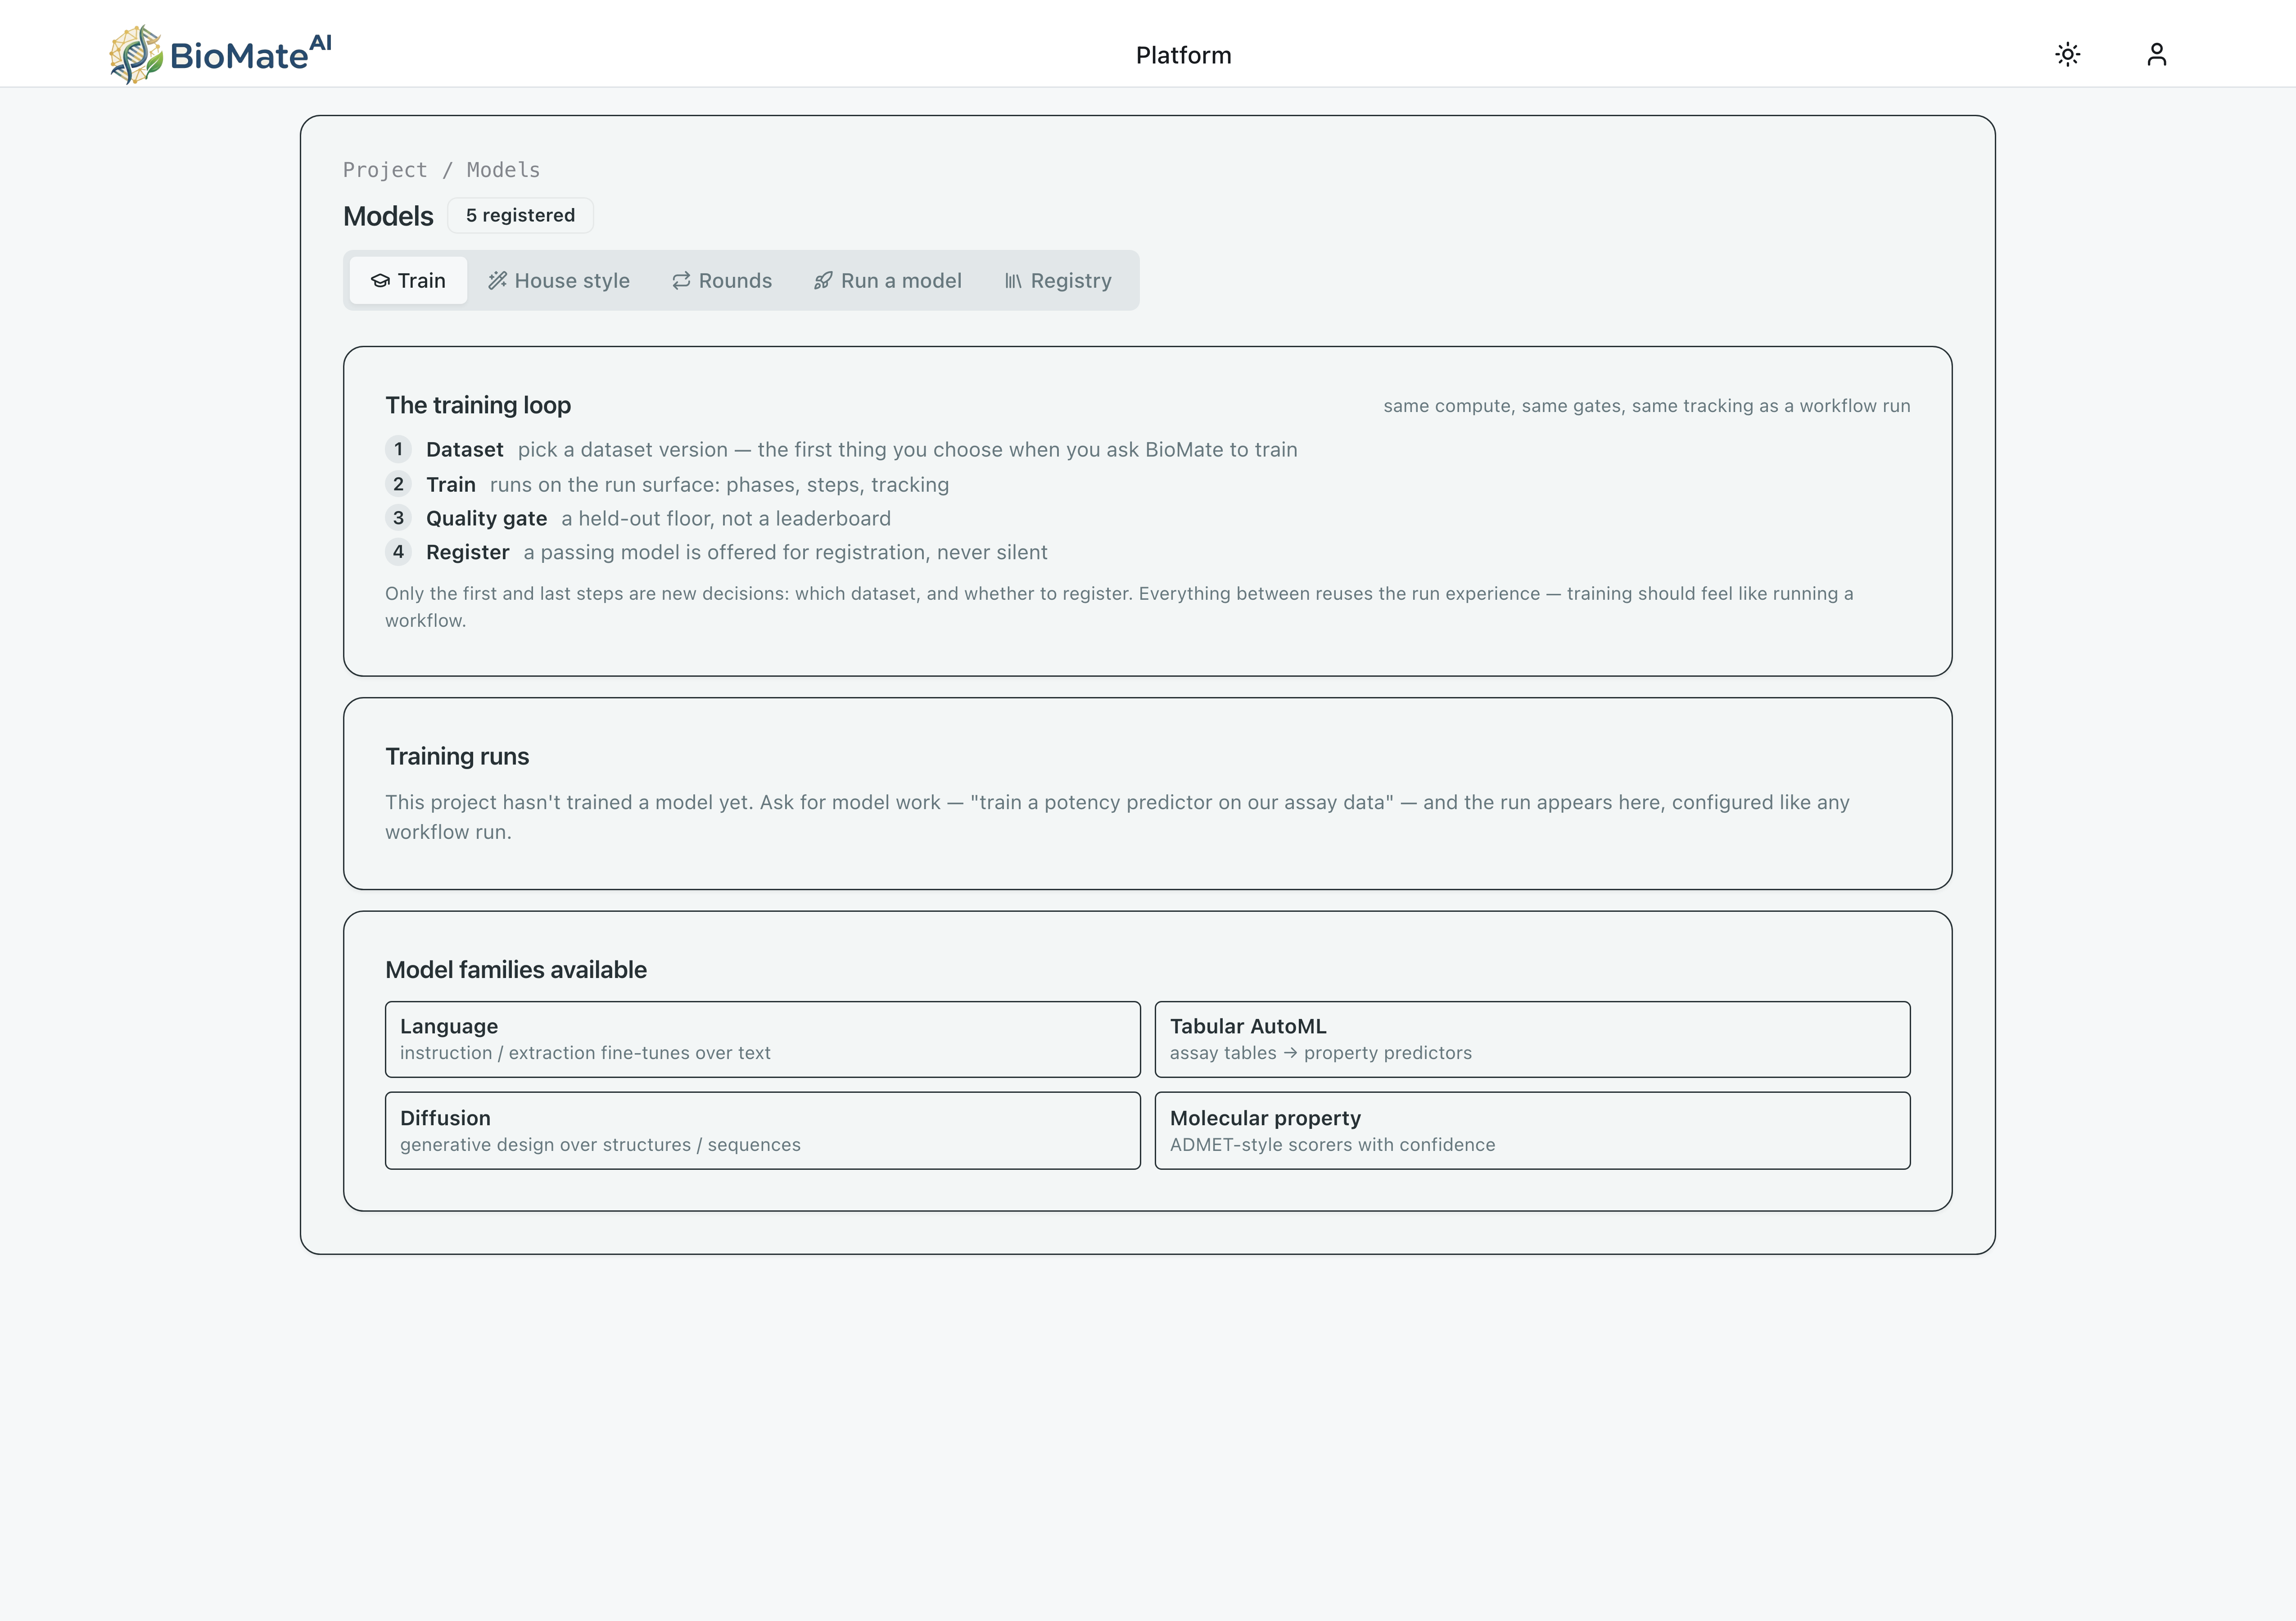 BioMate AI
Platform
Project / Models
Models
5 registered
Train
House style
Rounds
Run a model
Registry
The training loop
same compute, same gates, same tracking as a workflow run
1 Dataset pick a dataset version — the first thing you choose when you ask BioMate to train
2 Train runs on the run surface: phases, steps, tracking
3 Quality gate a held-out floor, not a leaderboard
4 Register a passing model is offered for registration, never silent
Only the first and last steps are new decisions: which dataset, and whether to register. Everything between reuses the run experience — training should feel like running a
workflow.
Training runs
This project hasn't trained a model yet. Ask for model work — "train a potency predictor on our assay data" — and the run appears here, configured like any
workflow run.
Model families available
Language
instruction / extraction fine-tunes over text
Tabular AutoML
assay tables → property predictors
Diffusion
generative design over structures / sequences
Molecular property
ADMET-style scorers with confidence